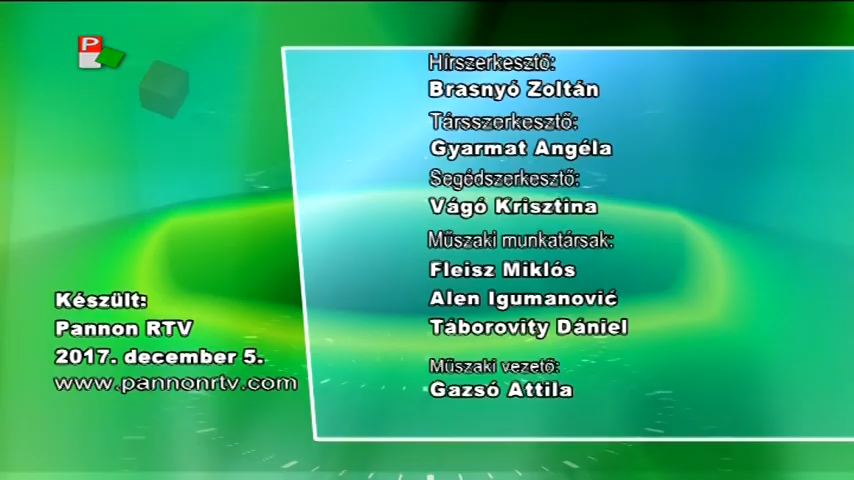 P
Hírszerkesztő:
Brasnyó Zoltán
Társszerkesztő:
Gyarmat Angéla
Segédszerkesztő:
Vágó Krisztina
Műszaki munkatársak:
Fleisz Miklós
Alen Igumanović
Táborovity Dániel
Műszaki vezető:
Gazsó Attila
Készült:
Pannon RTV
2017. december 5.
www.pannonrtv.com